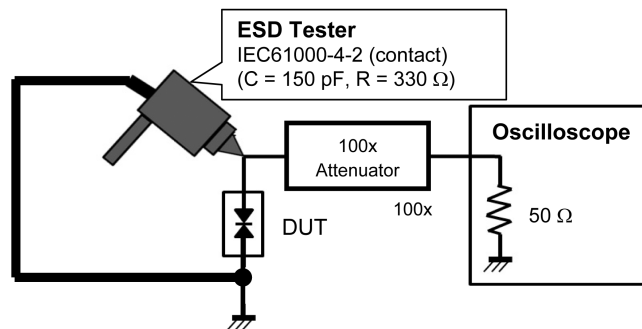 ESD Tester
IEC61000-4-2 (contact)
(C = 150 pF, R = 330 Ω)
100x
Attenuator
100x
Oscilloscope
50 Ω
DUT